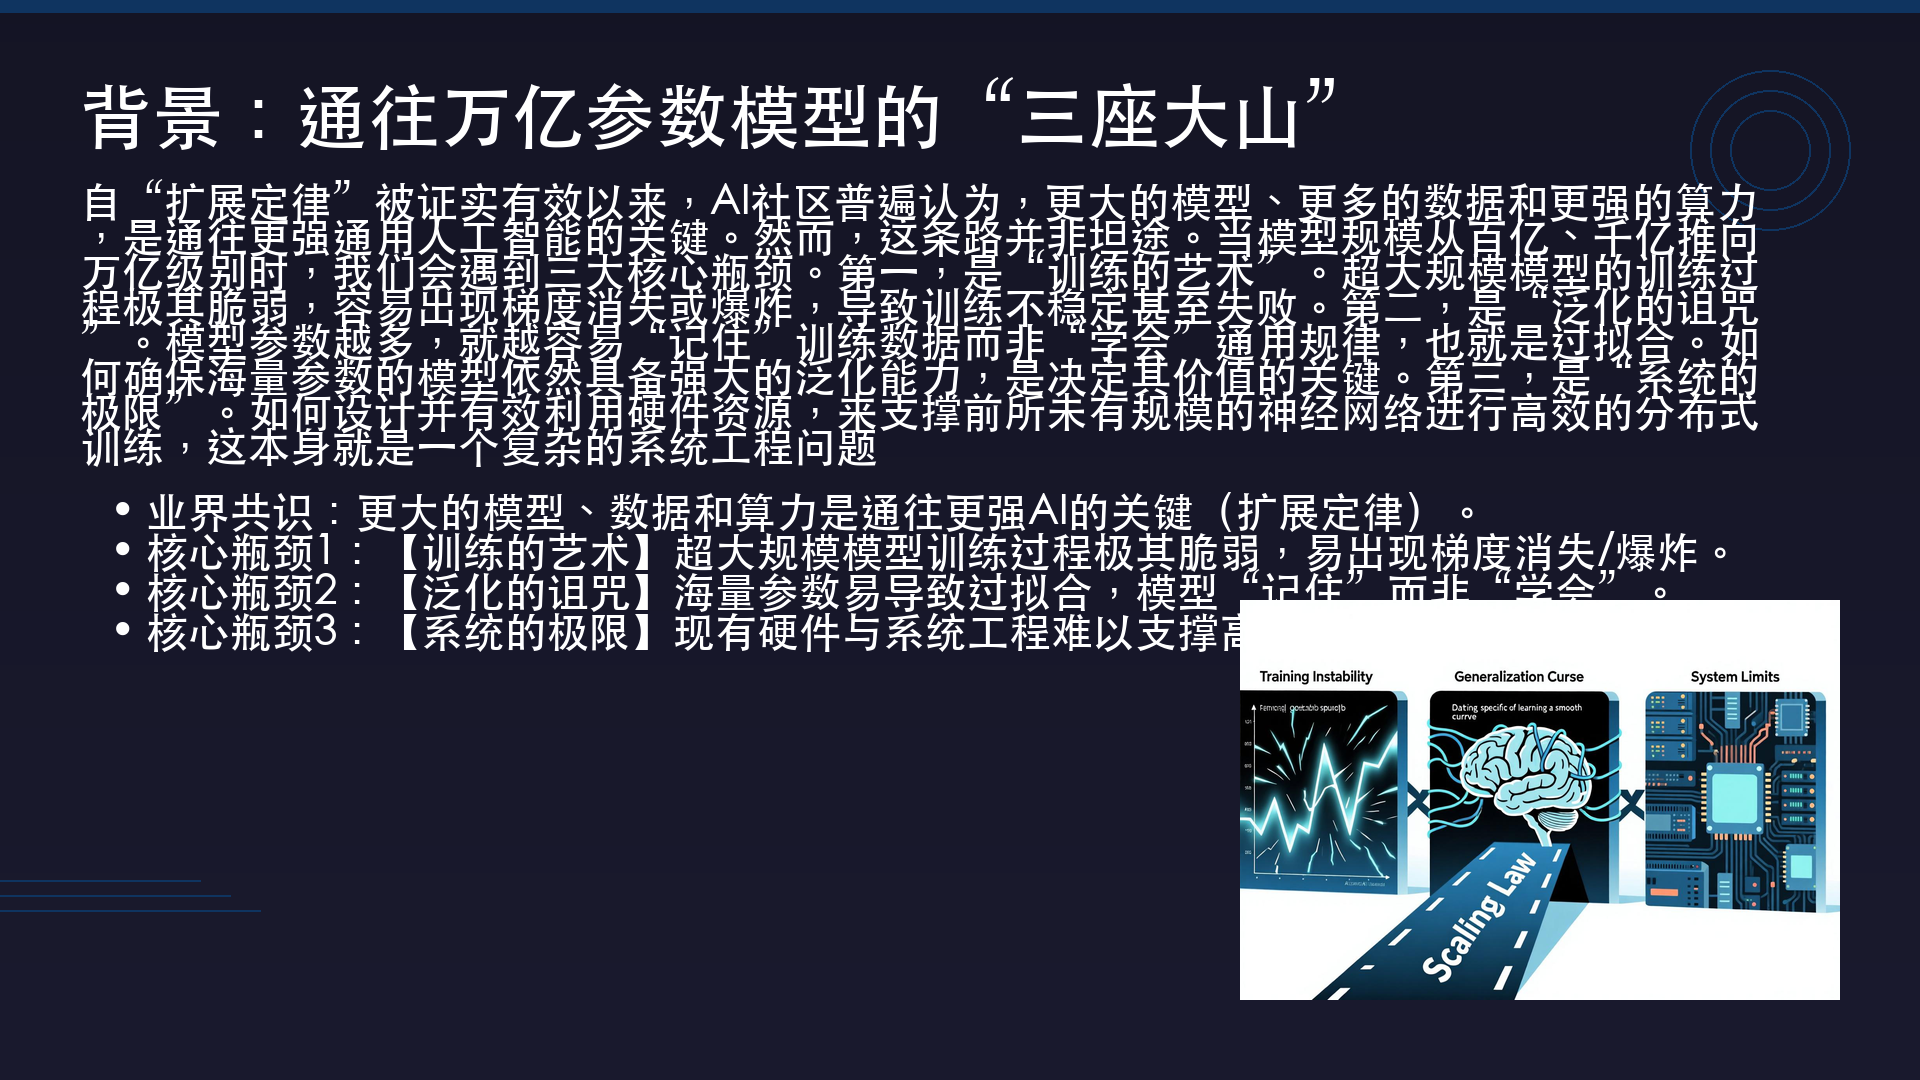 背景：通往万亿参数模型的“三座大山”
自“扩展定律”被证实有效以来，AI社区普遍认为，更大的模型、更多的数据和更强的算力
，是通往更强通用人工智能的关键。然而，这条路并非坦途。当模型规模从百亿、千亿推向
万亿级别时，我们会遇到三大核心瓶颈。第一，是“训练的艺术”。超大规模模型的训练过
程极其脆弱，容易出现梯度消失或爆炸，导致训练不稳定甚至失败。第二，是“泛化的诅咒
”。模型参数越多，就越容易“记住”训练数据而非“学会”通用规律，也就是过拟合。如
何确保海量参数的模型依然具备强大的泛化能力，是决定其价值的关键。第三，是“系统的
极限”。如何设计并有效利用硬件资源，来支撑前所未有规模的神经网络进行高效的分布式
训练，这本身就是一个复杂的系统工程问题
• 业界共识：更大的模型、数据和算力是通往更强AI的关键（扩展定律）。
• 核心瓶颈1：【训练的艺术】超大规模模型训练过程极其脆弱，易出现梯度消失/爆炸。
• 核心瓶颈2：【泛化的诅咒】海量参数易导致过拟合，模型“记住”而非“学会”。
• 核心瓶颈3：【系统的极限】现有硬件与系统工程难以支撑高
Training Instability
Generalization Curse
System Limits
Dating specific of learning a smooth
currve
Scaling Law